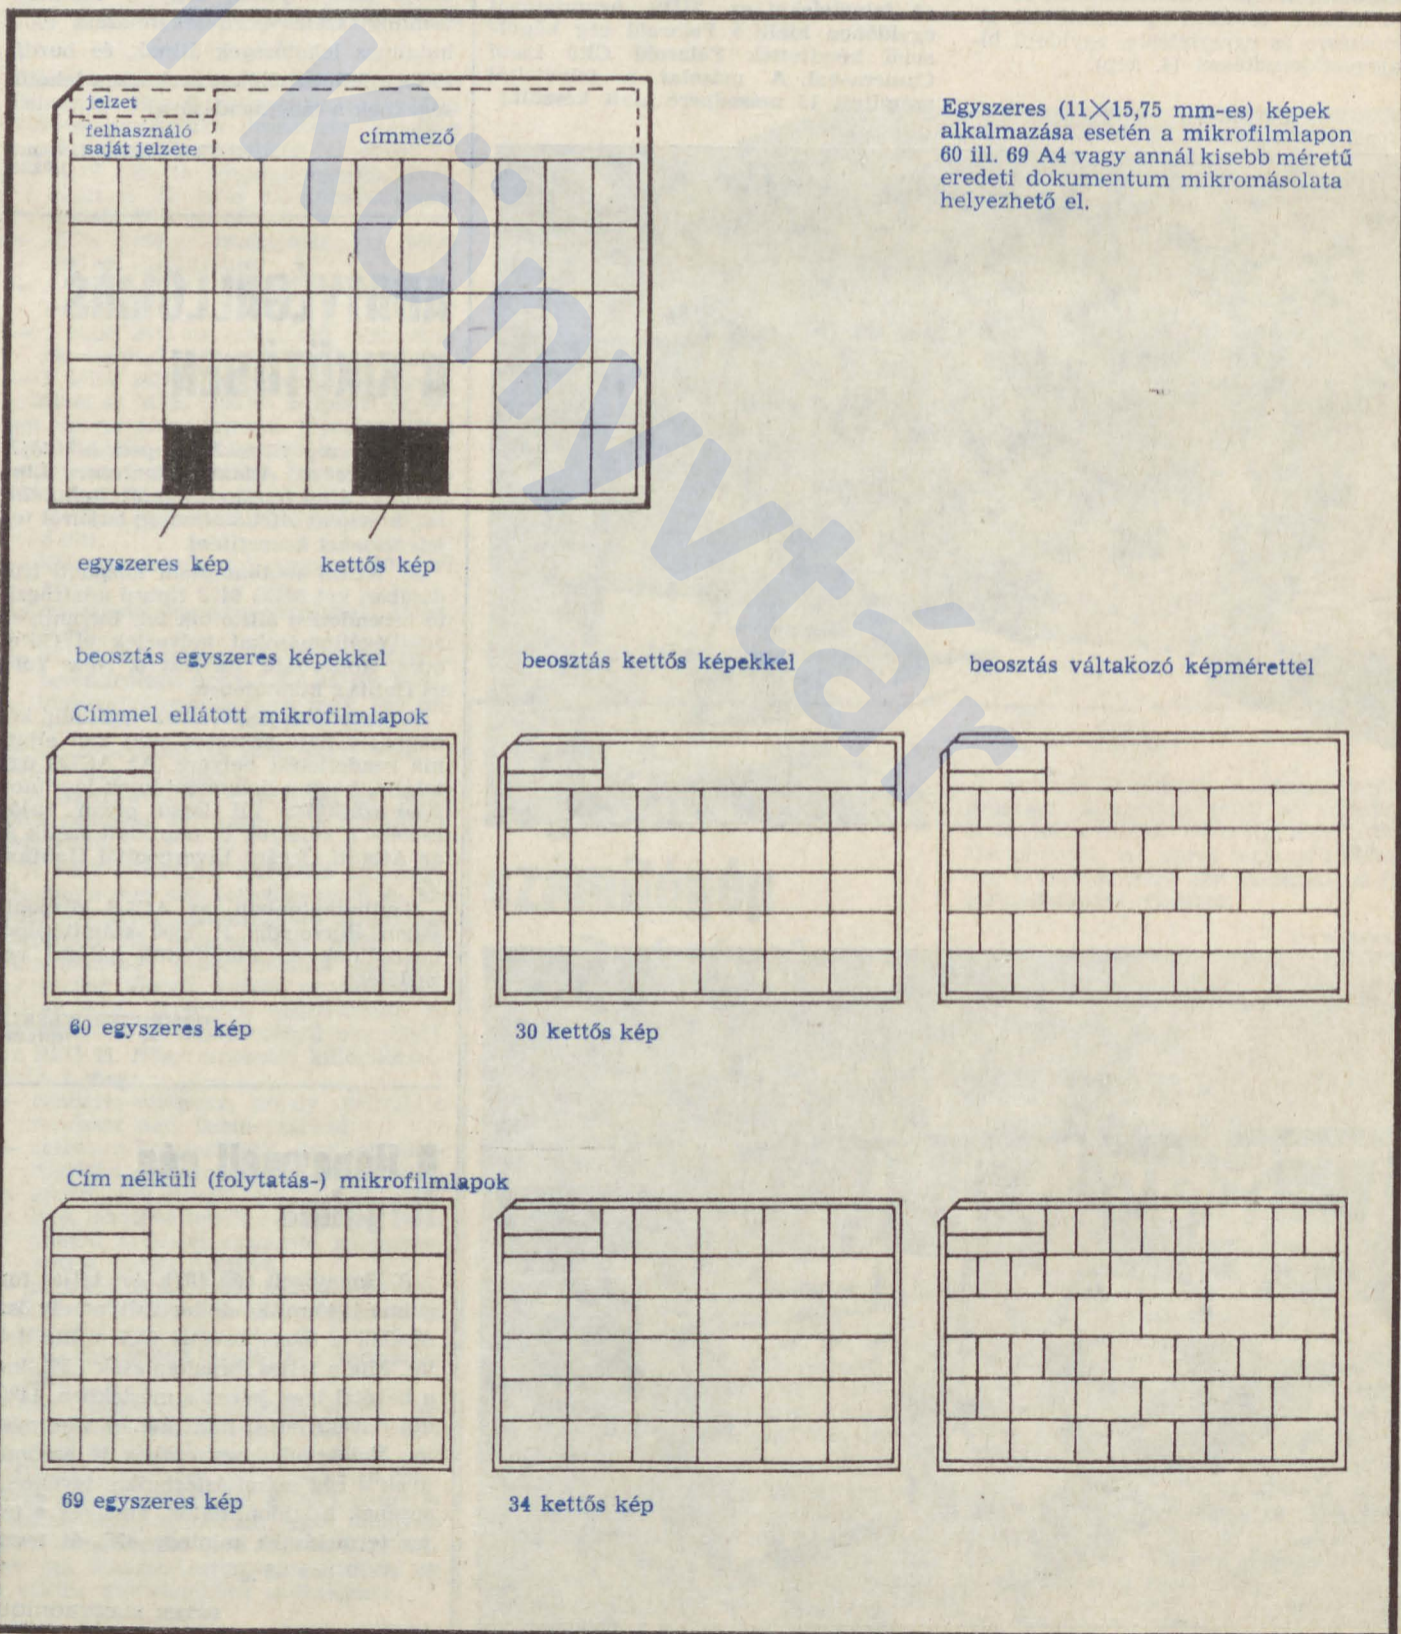 jelzet
felhasználó
saját jelzete
címmező
Egyszeres (11×15,75 mm-es) képek
alkalmazása esetén a mikrofilmlapon
60 ill. 69 A4 vagy annál kisebb méretű
eredeti dokumentum mikromásolata
helyezhető el.
egyszeres kép
kettős kép
beosztás egyszeres képekkel
beosztás kettős képekkel
beosztás váltakozó képmérettel
Címmel ellátott mikrofilmlapok
60 egyszeres kép
30 kettős kép
Cím nélküli (folytatás-) mikrofilmlapok
69 egyszeres kép
34 kettős kép
Könyvtár